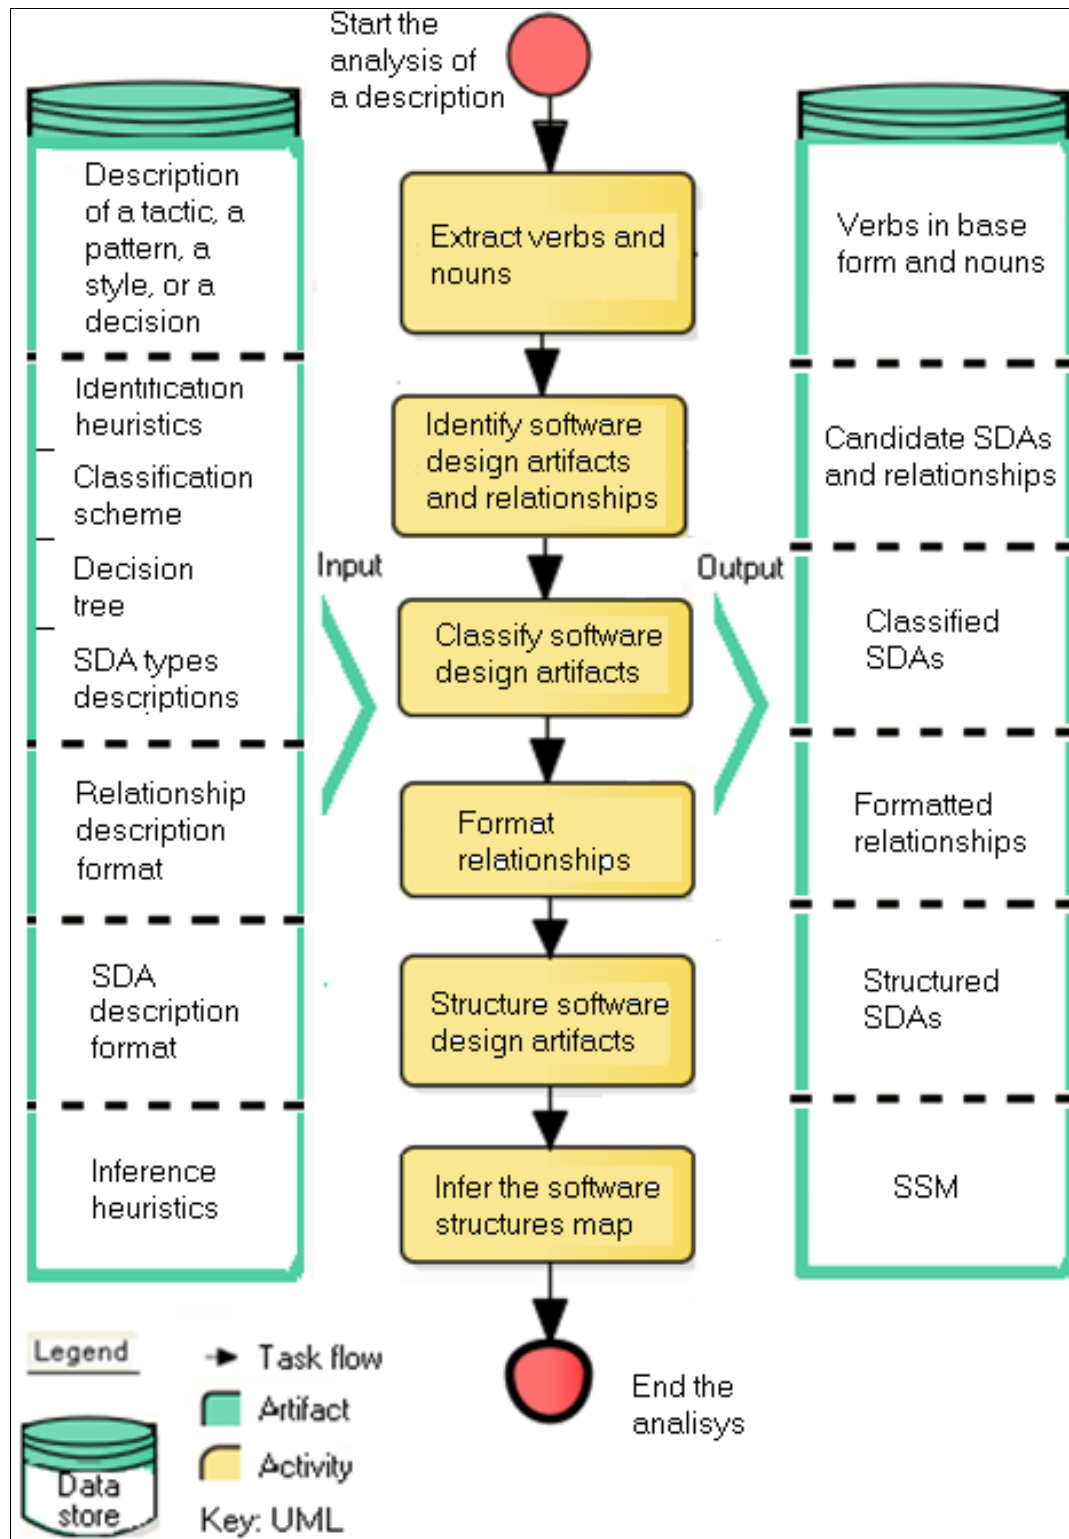 Start the
analysis of
a description
Description
of a tactic, a
pattern, a
style, or a
decision
Identification
heuristics
Classification
scheme
Decision
tree
SDA types
descriptions
Relationship
description
format
SDA
description
format
Inference
heuristics
Input
Extract verbs and
nouns
Identify software
design artifacts
and relationships
Classify software
design artifacts
Format
relationships
Structure software
design artifacts
Infer the software
structures map
Output
Verbs in base
form and nouns
Candidate SDAs
and relationships
Classified
SDAs
Formatted
relationships
Structured
SDAs
SSM
End the
analisys
Legend
Data
store
Task flow
Artifact
Activity
Key: UML